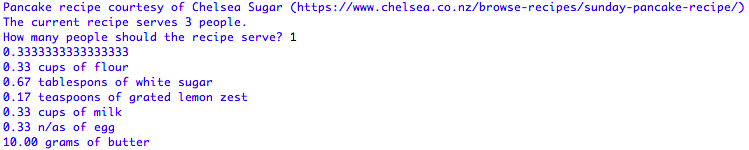 Pancake recipe courtesy of Chelsea Sugar (https://www.chelsea.co.nz/browse-recipes/sunday-pancake-recipe/)
The current recipe serves 3 people.
How many people should the recipe serve? 1
0.3333333333333333
0.33 cups of flour
0.67 tablespons of white sugar
0.17 teaspoons of grated lemon zest
0.33 cups of milk
0.33 n/as of egg
10.00 grams of butter